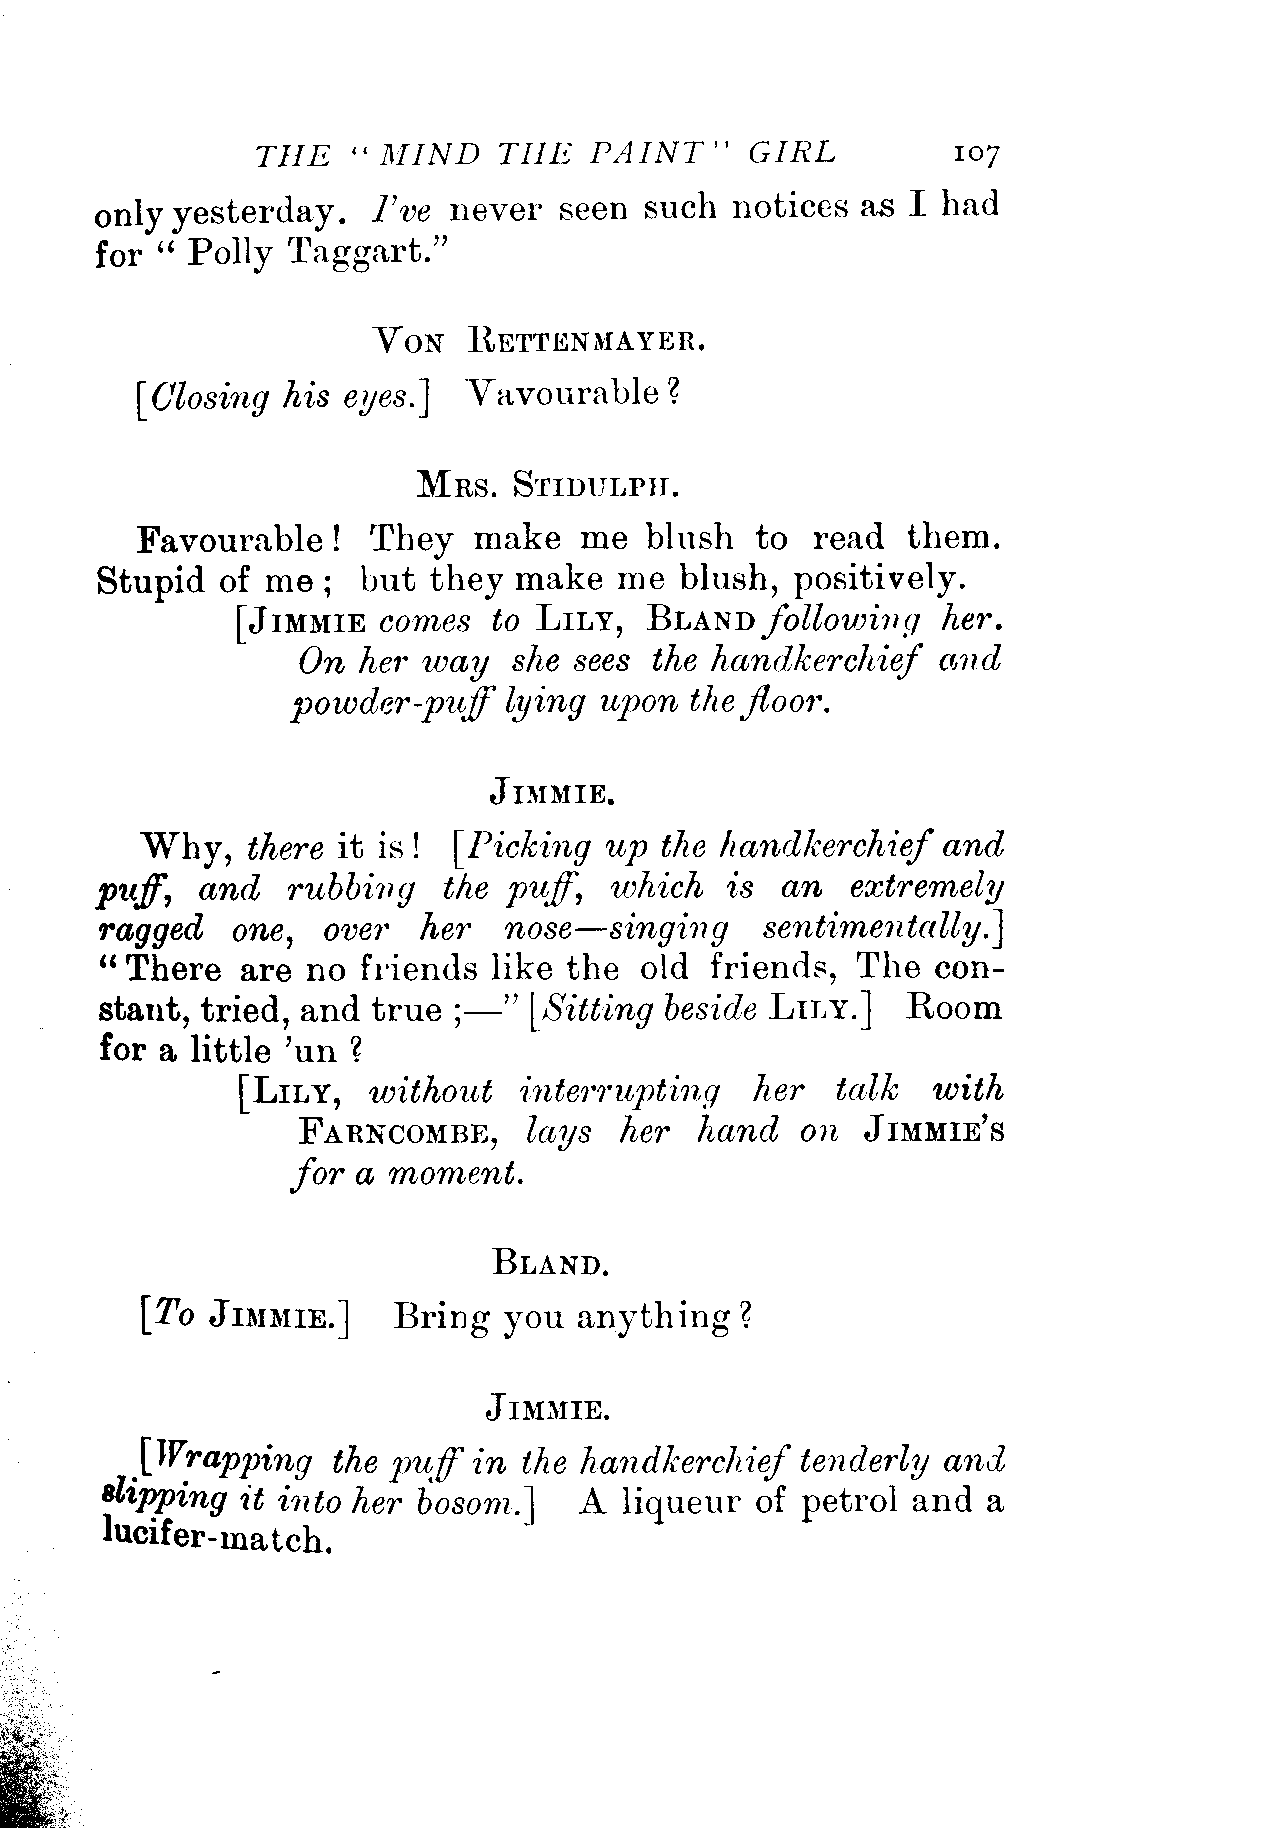 THE "MIND THE PAINT" GIRL 107
only yesterday. I've never seen such notices as I had
for "Polly Taggart."
VON RETTENMAYER.
[Closing his eyes.] Vavourable?
MRS. STIDULPH.
Favourable! They make me blush to read them.
Stupid of me; but they make me blush, positively.
[JIMMIE comes to LILY, BLAND following her.
On her way she sees the handkerchief and
powder-puff lying upon the floor.
JIMMIE.
Why, there it is! [Picking up the handkerchief and
puff, and rubbing the puff, which is an extremely
ragged one, over her nose—singing sentimentally.]
"There are no friends like the old friends, The con-
stant, tried, and true;—" [Sitting beside LILY.] Room
for a little 'un?
[LILY, without interrupting her talk with
FARNCOMBE, lays her hand on JIMMIE'S
for a moment.
BLAND.
[To JIMMIE.] Bring you anything?
JIMMIE.
[Wrapping the puff in the handkerchief tenderly and
slipping it into her bosom.] A liqueur of petrol and a
lucifer-match.